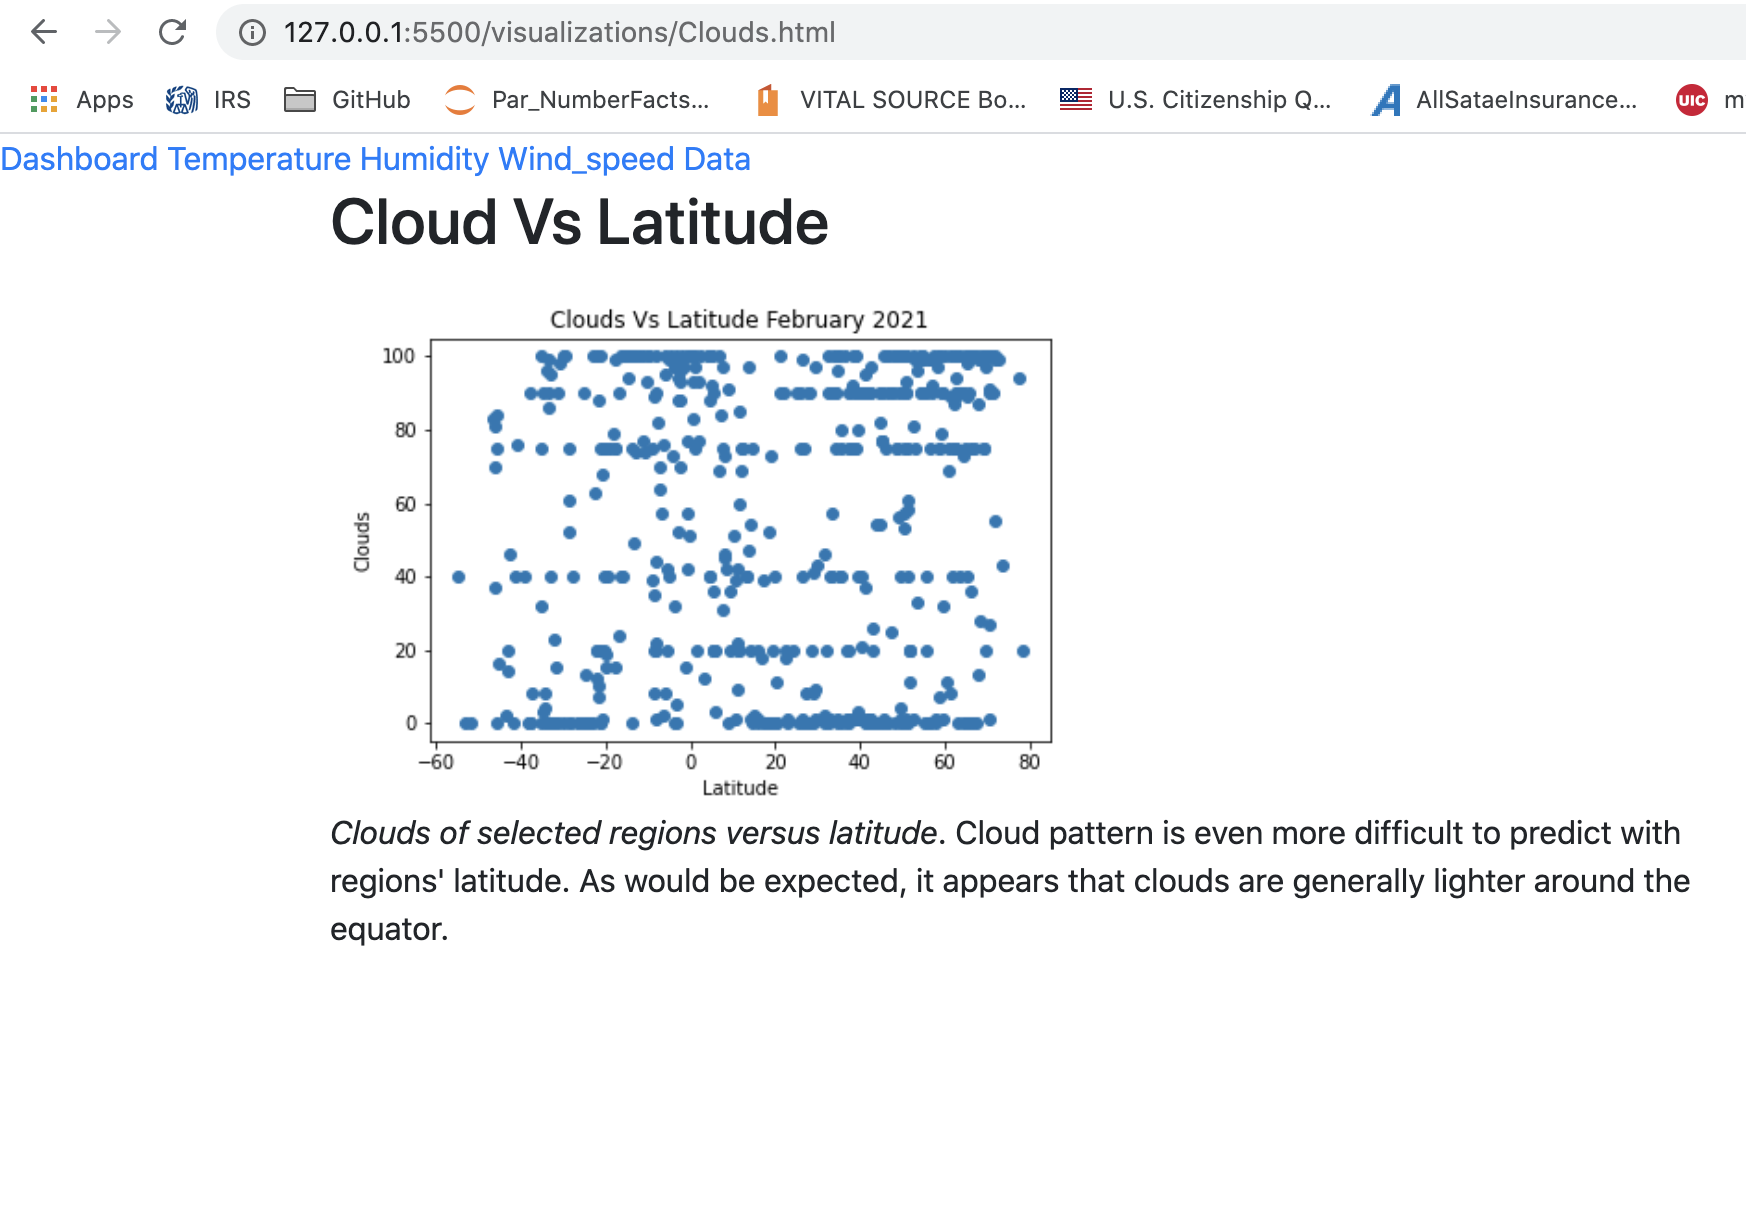 127.0.0.1:5500/visualizations/Clouds.html
Apps IRS GitHub Par_NumberFacts... VITAL SOURCE Bo... U.S. Citizenship Q... AllSataeInsurance... UIC m
Dashboard Temperature Humidity Wind_speed Data
Cloud Vs Latitude
Clouds Vs Latitude February 2021
100
80
60
40
20
0
Clouds
−60 −40 −20 0 20 40 60 80
Latitude
Clouds of selected regions versus latitude. Cloud pattern is even more difficult to predict with
regions' latitude. As would be expected, it appears that clouds are generally lighter around the
equator.